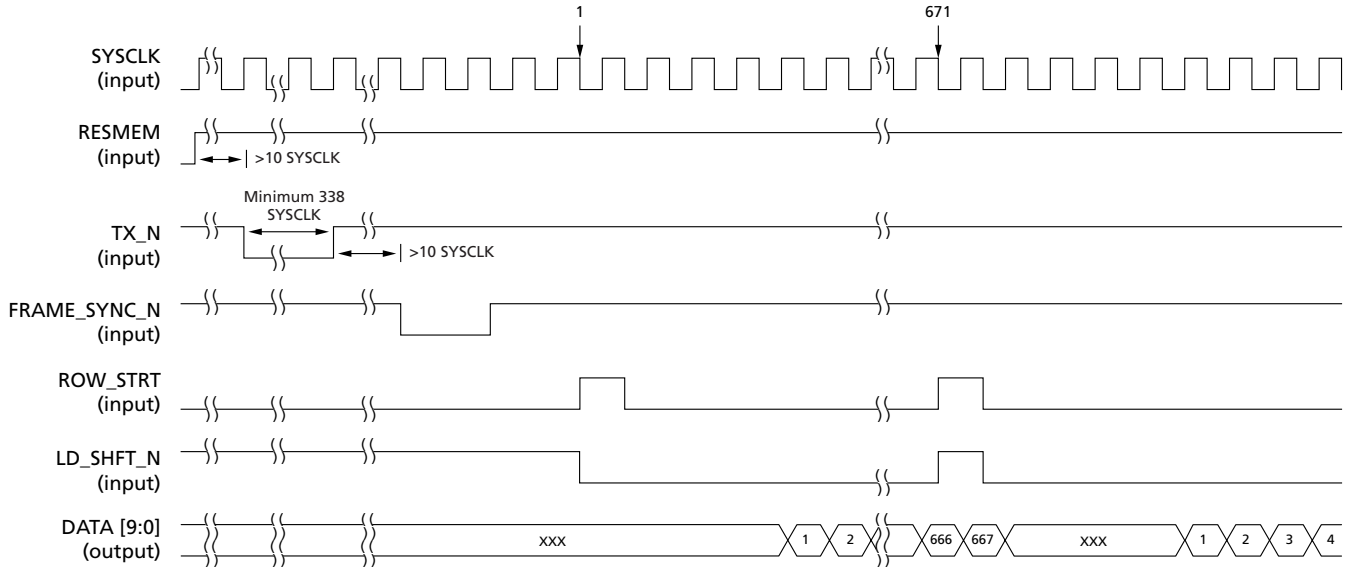 1
671
SYSCLK
(input)
RESMEM
(input)
>10 SYSCLK
Minimum 338
SYSCLK
TX_N
(input)
>10 SYSCLK
FRAME_SYNC_N
(input)
ROW_STRT
(input)
LD_SHFT_N
(input)
DATA [9:0]
(output)
xxx
1
2
666
667
xxx
1
2
3
4